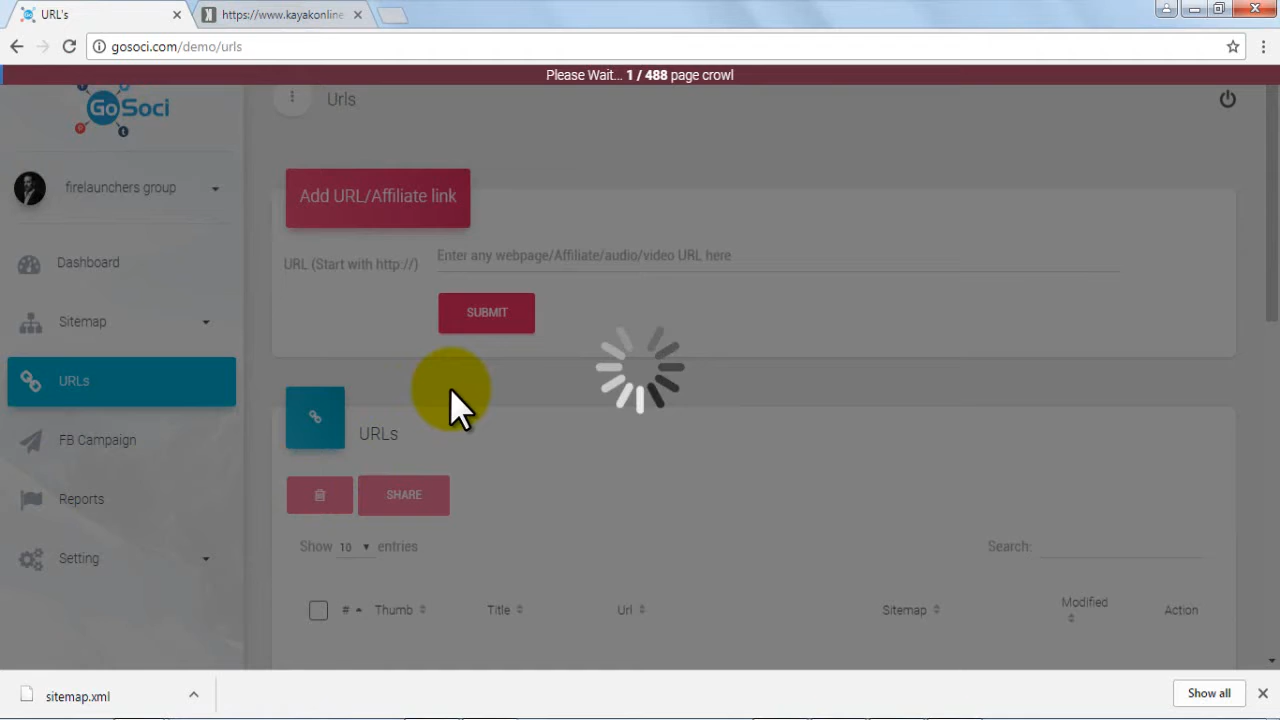 URL's
https://www.kayakonline
gosoci.com/demo/urls
Please Wait... 1 / 488 page crowl
GoSoci
t
Urls
firelaunchers group
Add URL/Affiliate link
URL (Start with http://)
Enter any webpage/Affiliate/audio/video URL here
SUBMIT
Dashboard
Sitemap
URLs
FB Campaign
Reports
Setting
URLs
SHARE
Show 10 entries
Search:
# Thumb Title Url Sitemap Modified Action
sitemap.xml
Show all